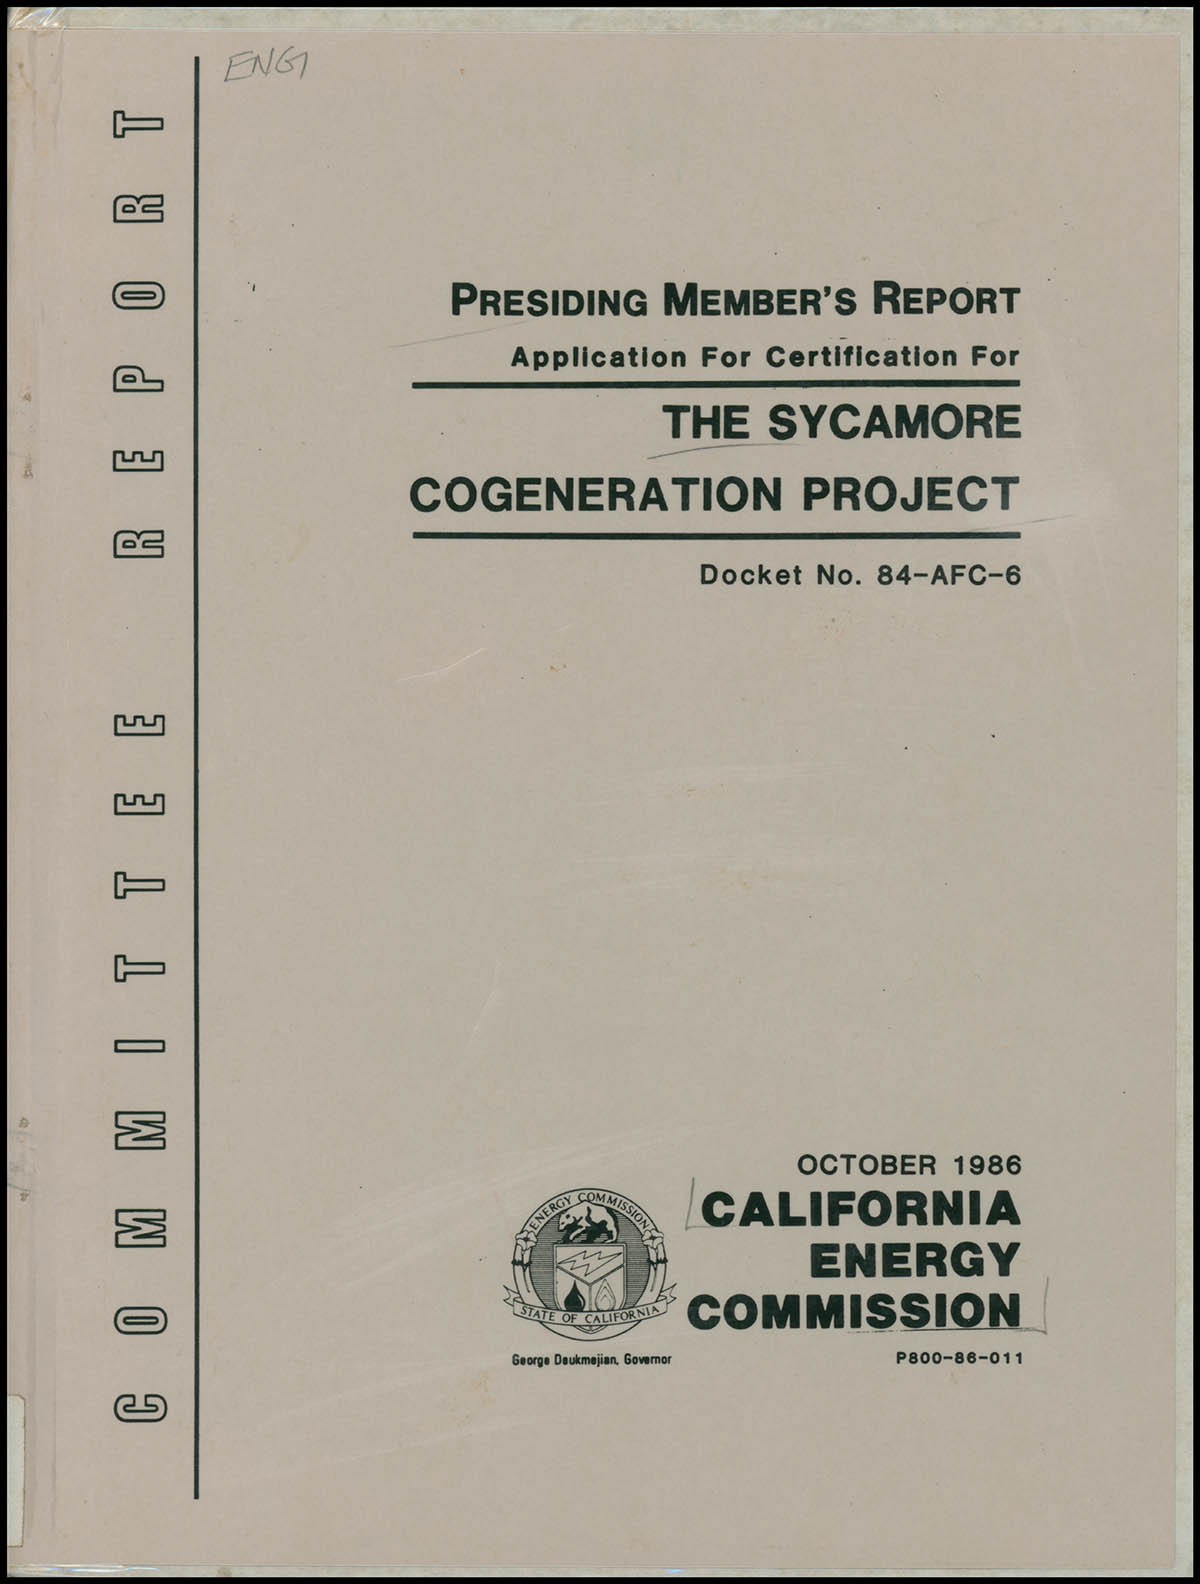 ENGI
COMMITTEE REPORT
PRESIDING MEMBER'S REPORT
Application For Certification For
THE SYCAMORE
COGENERATION PROJECT
Docket No. 84-AFC-6
OCTOBER 1986
CALIFORNIA
ENERGY
COMMISSION
ENERGY COMMISSION
STATE OF CALIFORNIA
George Deukmejian, Governor
P800-86-011